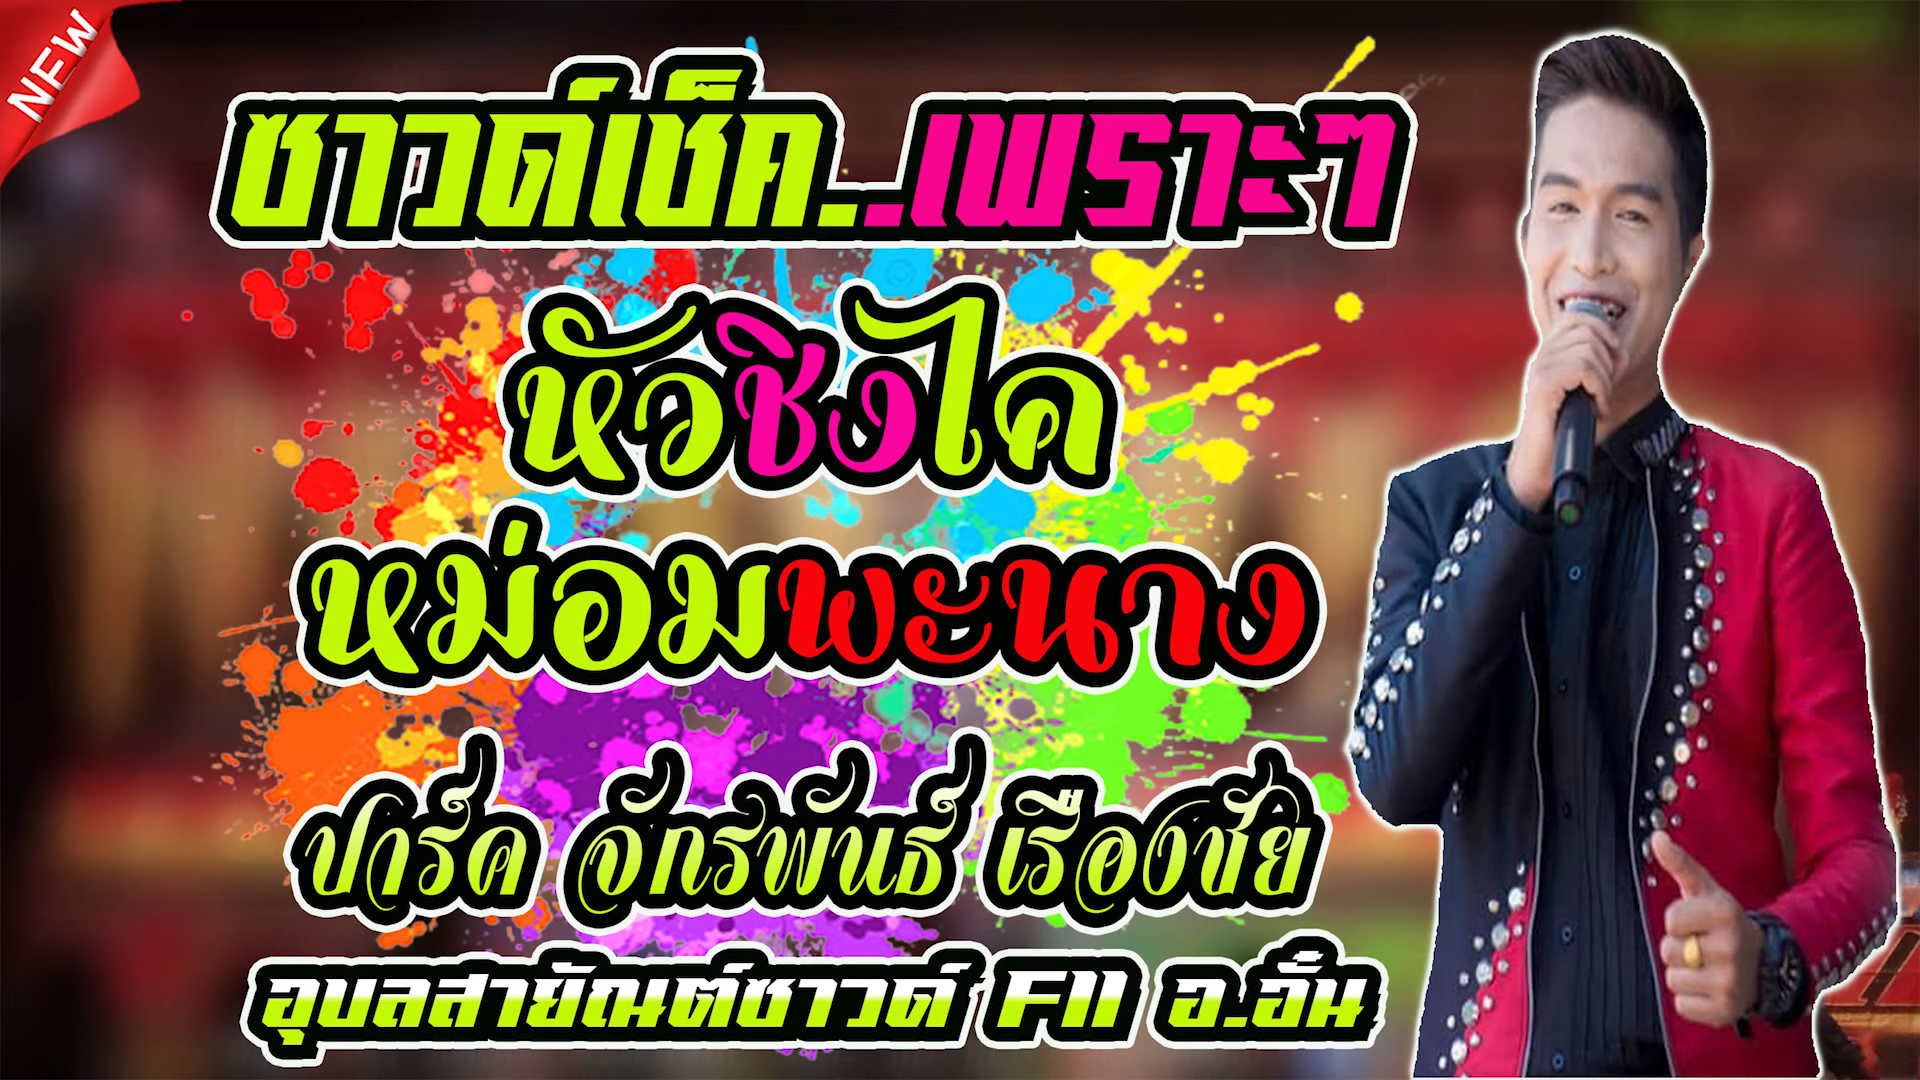 NEW
ซาวด์เช็ค...เพราะๆ
หัวชิงไค
หม่อมพะนาง
ปาร์ค จักรพันธ์ เรืองชัย
อุบลสายัณต์ซาวด์ FII อ.อั๋น